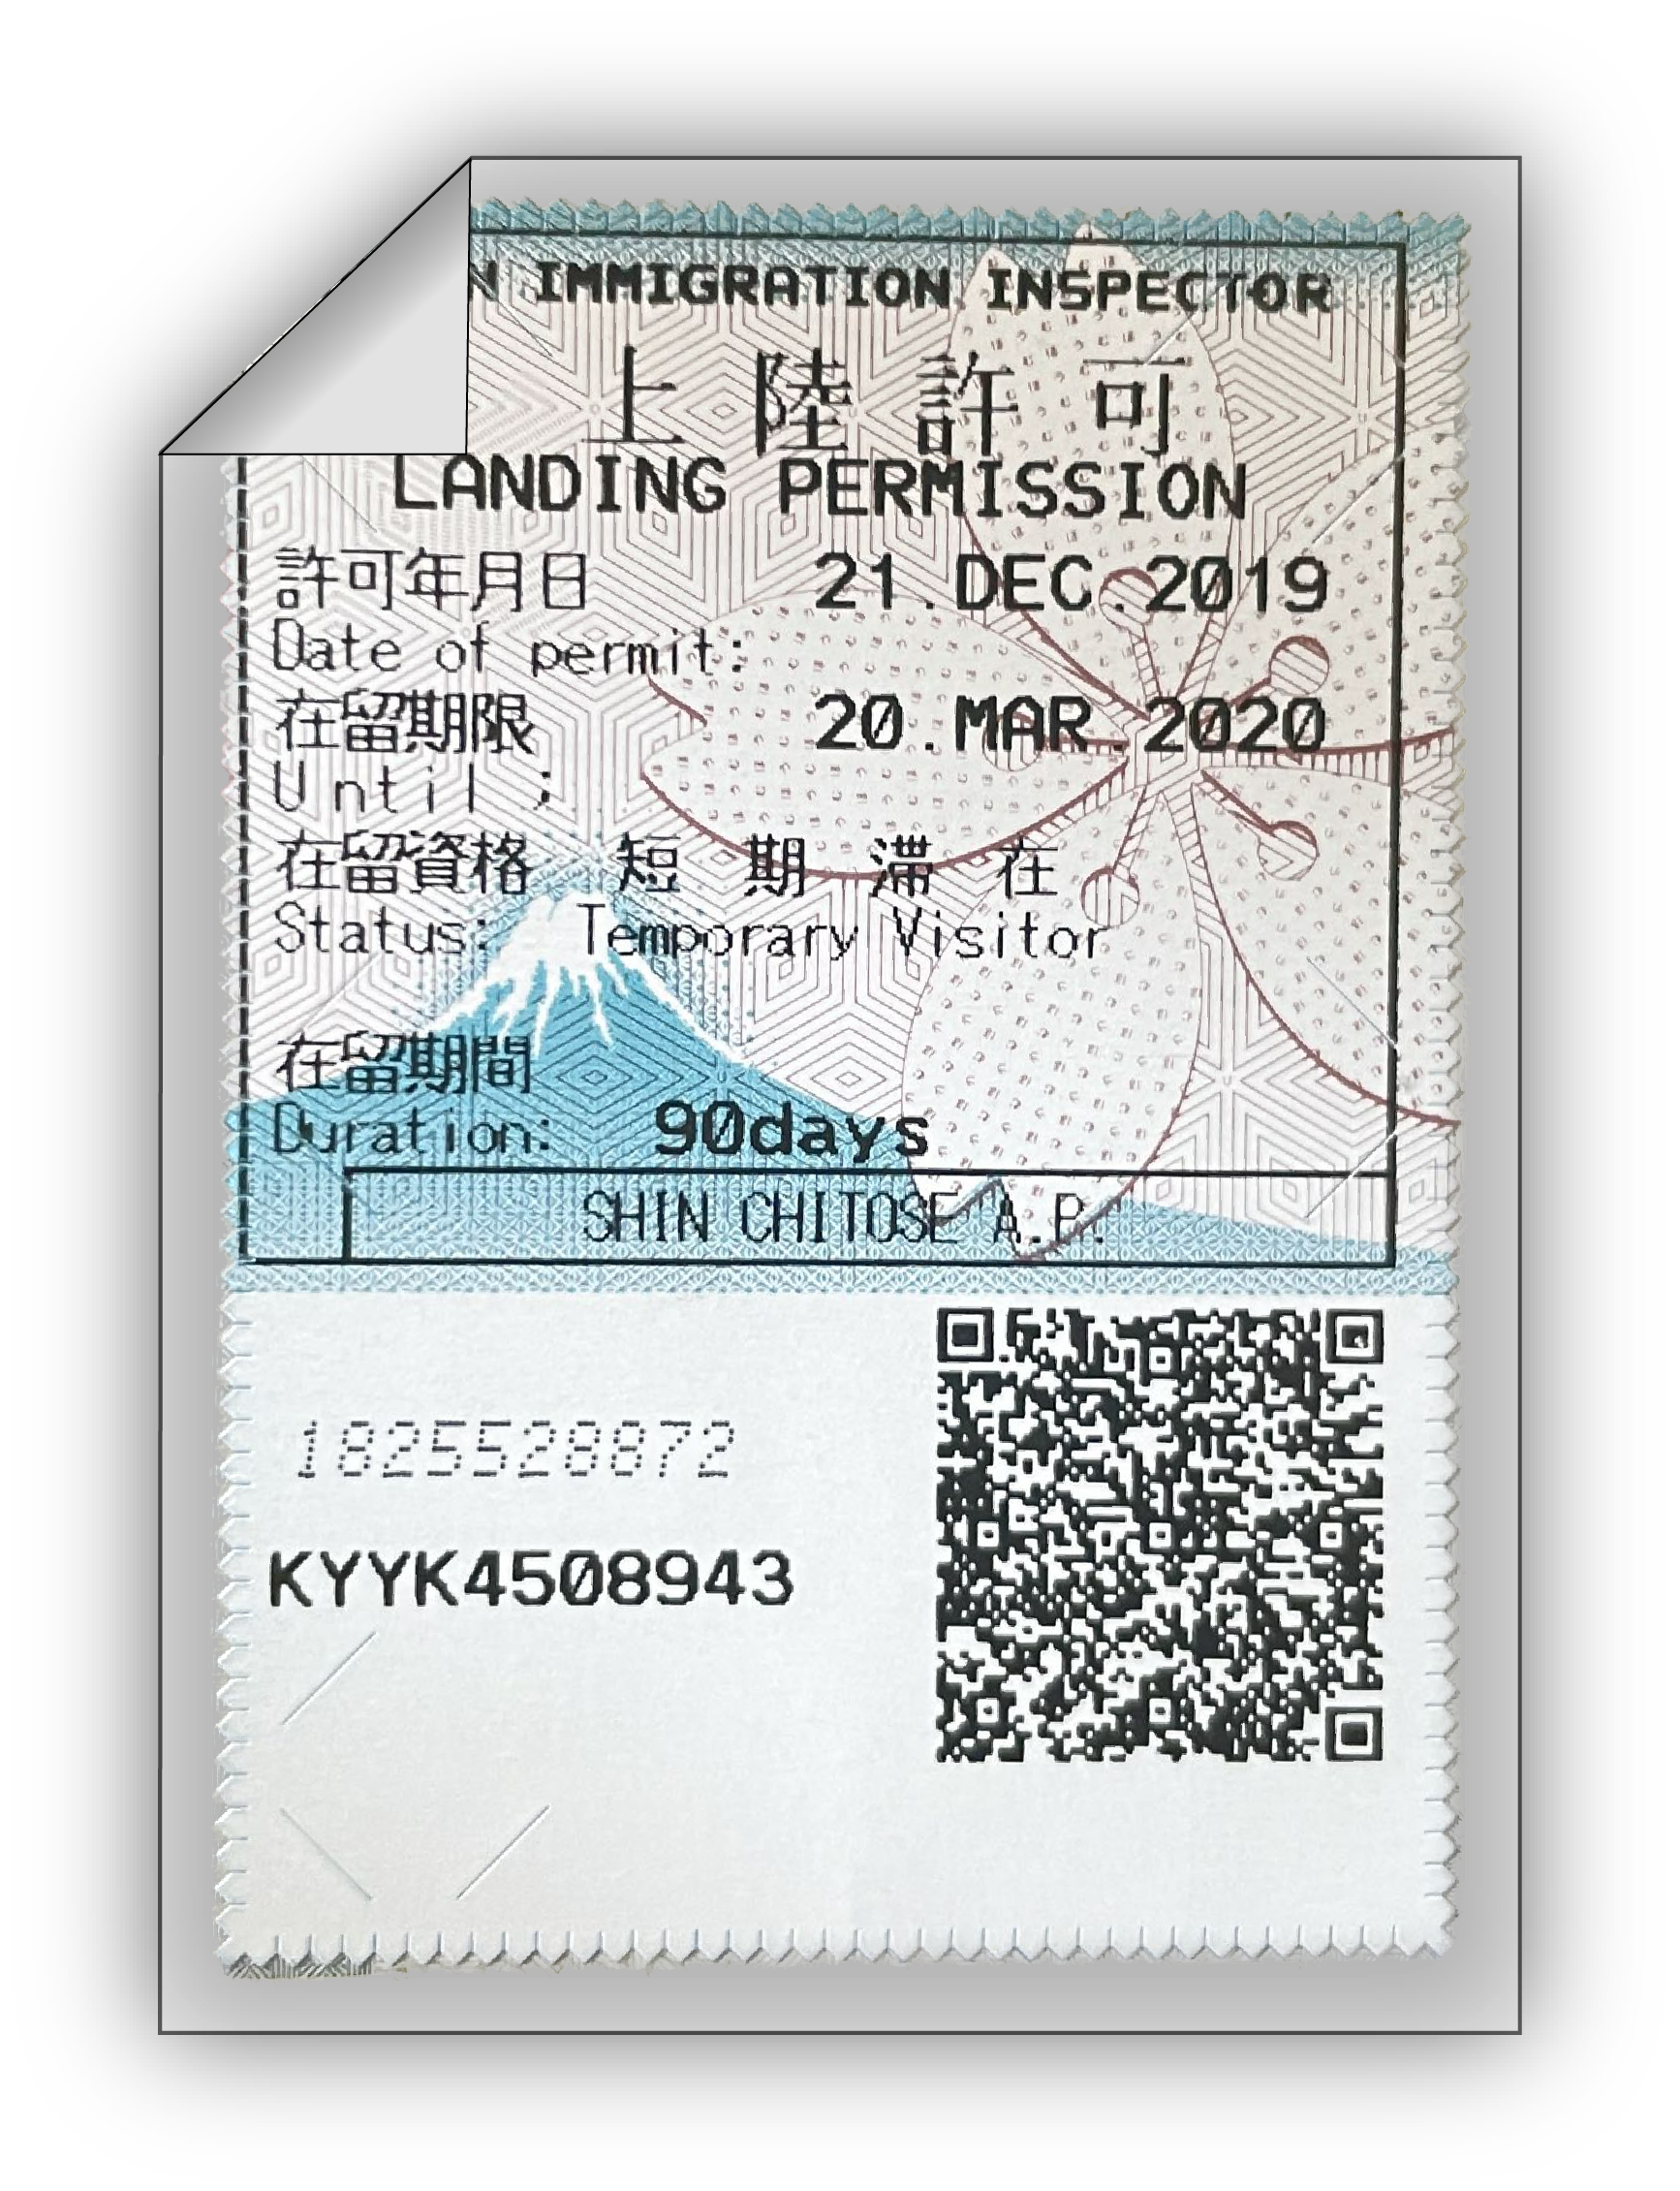 N IMMIGRATION INSPECTOR
上陸許可
LANDING PERMISSION
許可年月日 21.DEC.2019
Date of permit:
在留期限 20.MAR.2020
Until :
在留資格 短期滞在
Status: Temporary Visitor
在留期間
Duration: 90days
SHIN CHITOSE A.P.
1825528872
KYYK4508943